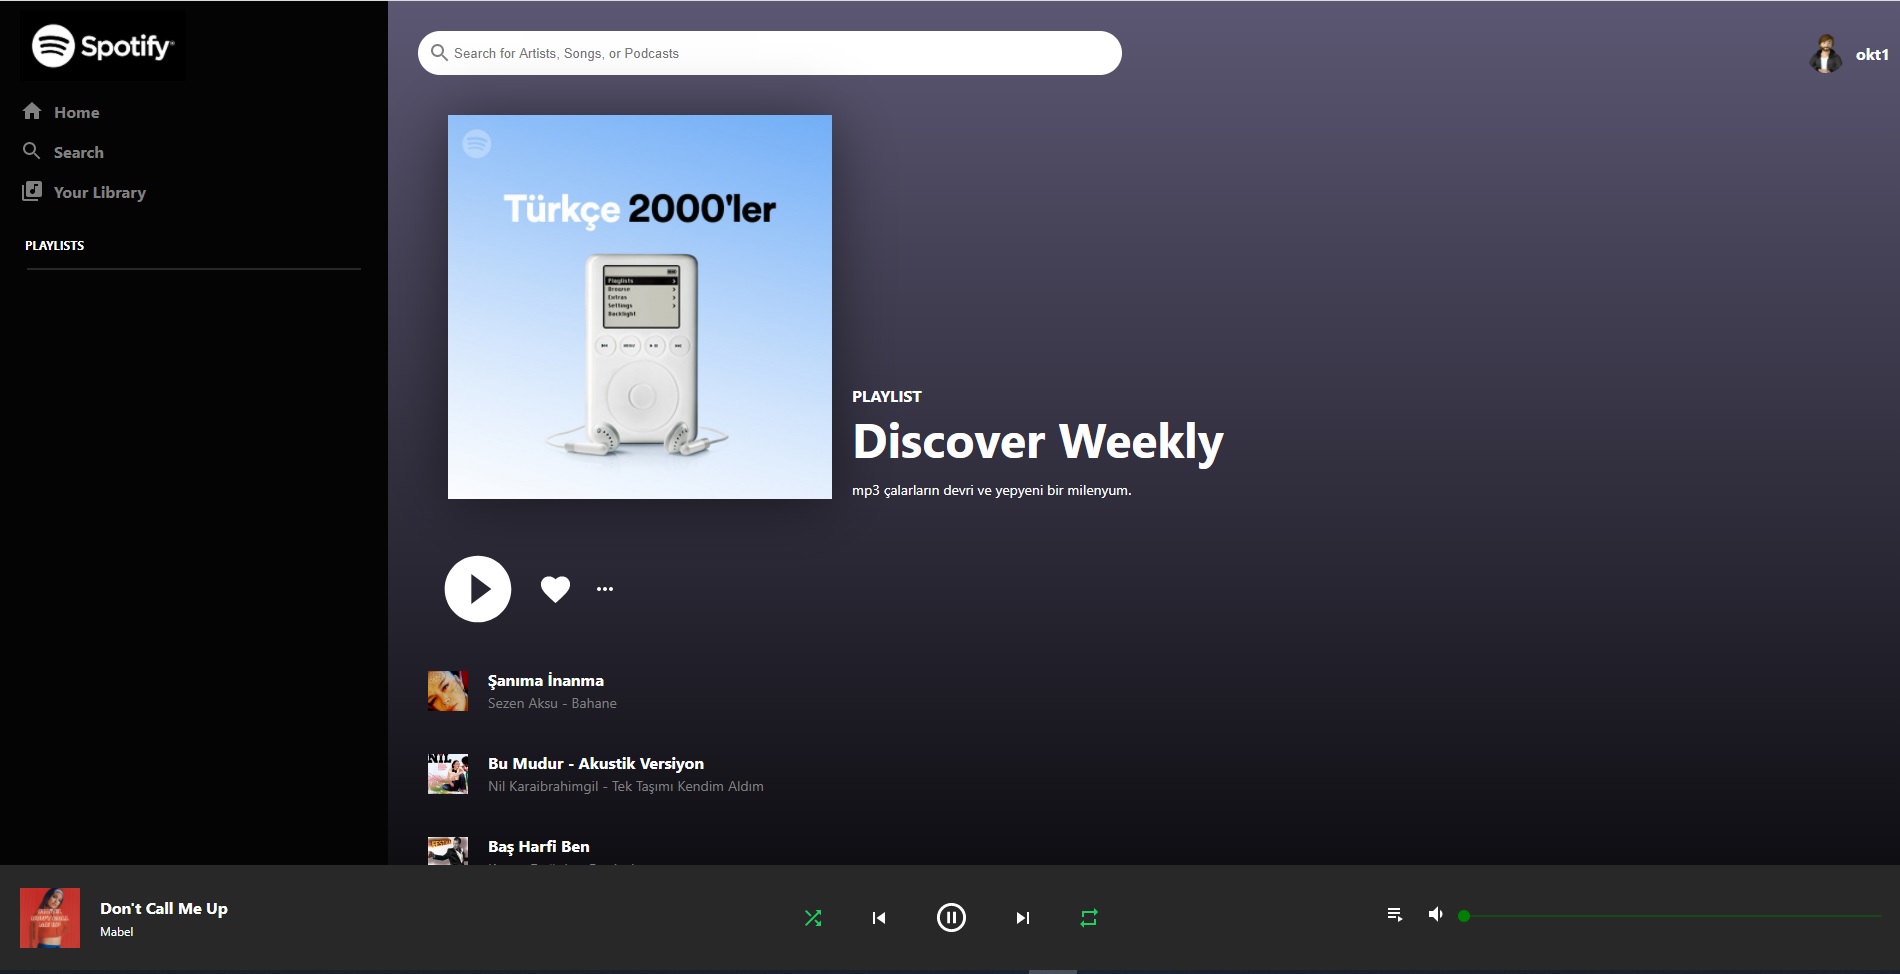 Spotify
Search for Artists, Songs, or Podcasts
okt1
Home
Search
Your Library
PLAYLISTS
Türkçe 2000'ler
Playlists
Browse
Extras
Settings
Backlight
MENU
PLAYLIST
Discover Weekly
mp3 çalarların devri ve yepyeni bir milenyum.
Şanıma İnanma
Sezen Aksu - Bahane
Bu Mudur - Akustik Versiyon
Nil Karaibrahimgil - Tek Taşımı Kendim Aldım
Baş Harfi Ben
Don't Call Me Up
Mabel